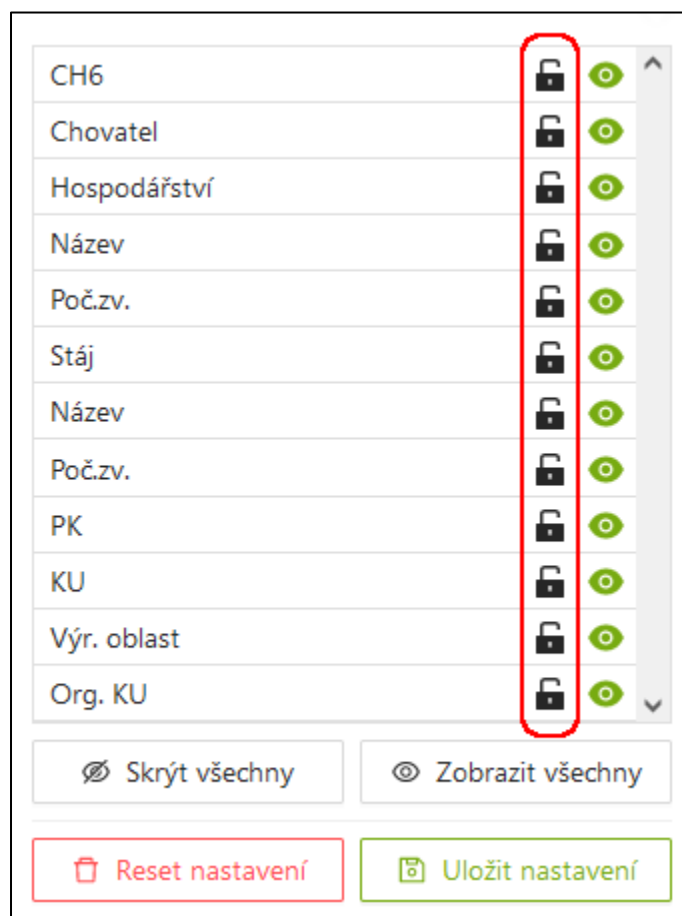 CH6
Chovatel
Hospodářství
Název
Poč.zv.
Stáj
Název
Poč.zv.
PK
KU
Výr. oblast
Org. KU
Skrýt všechny Zobrazit všechny
Reset nastavení Uložit nastavení